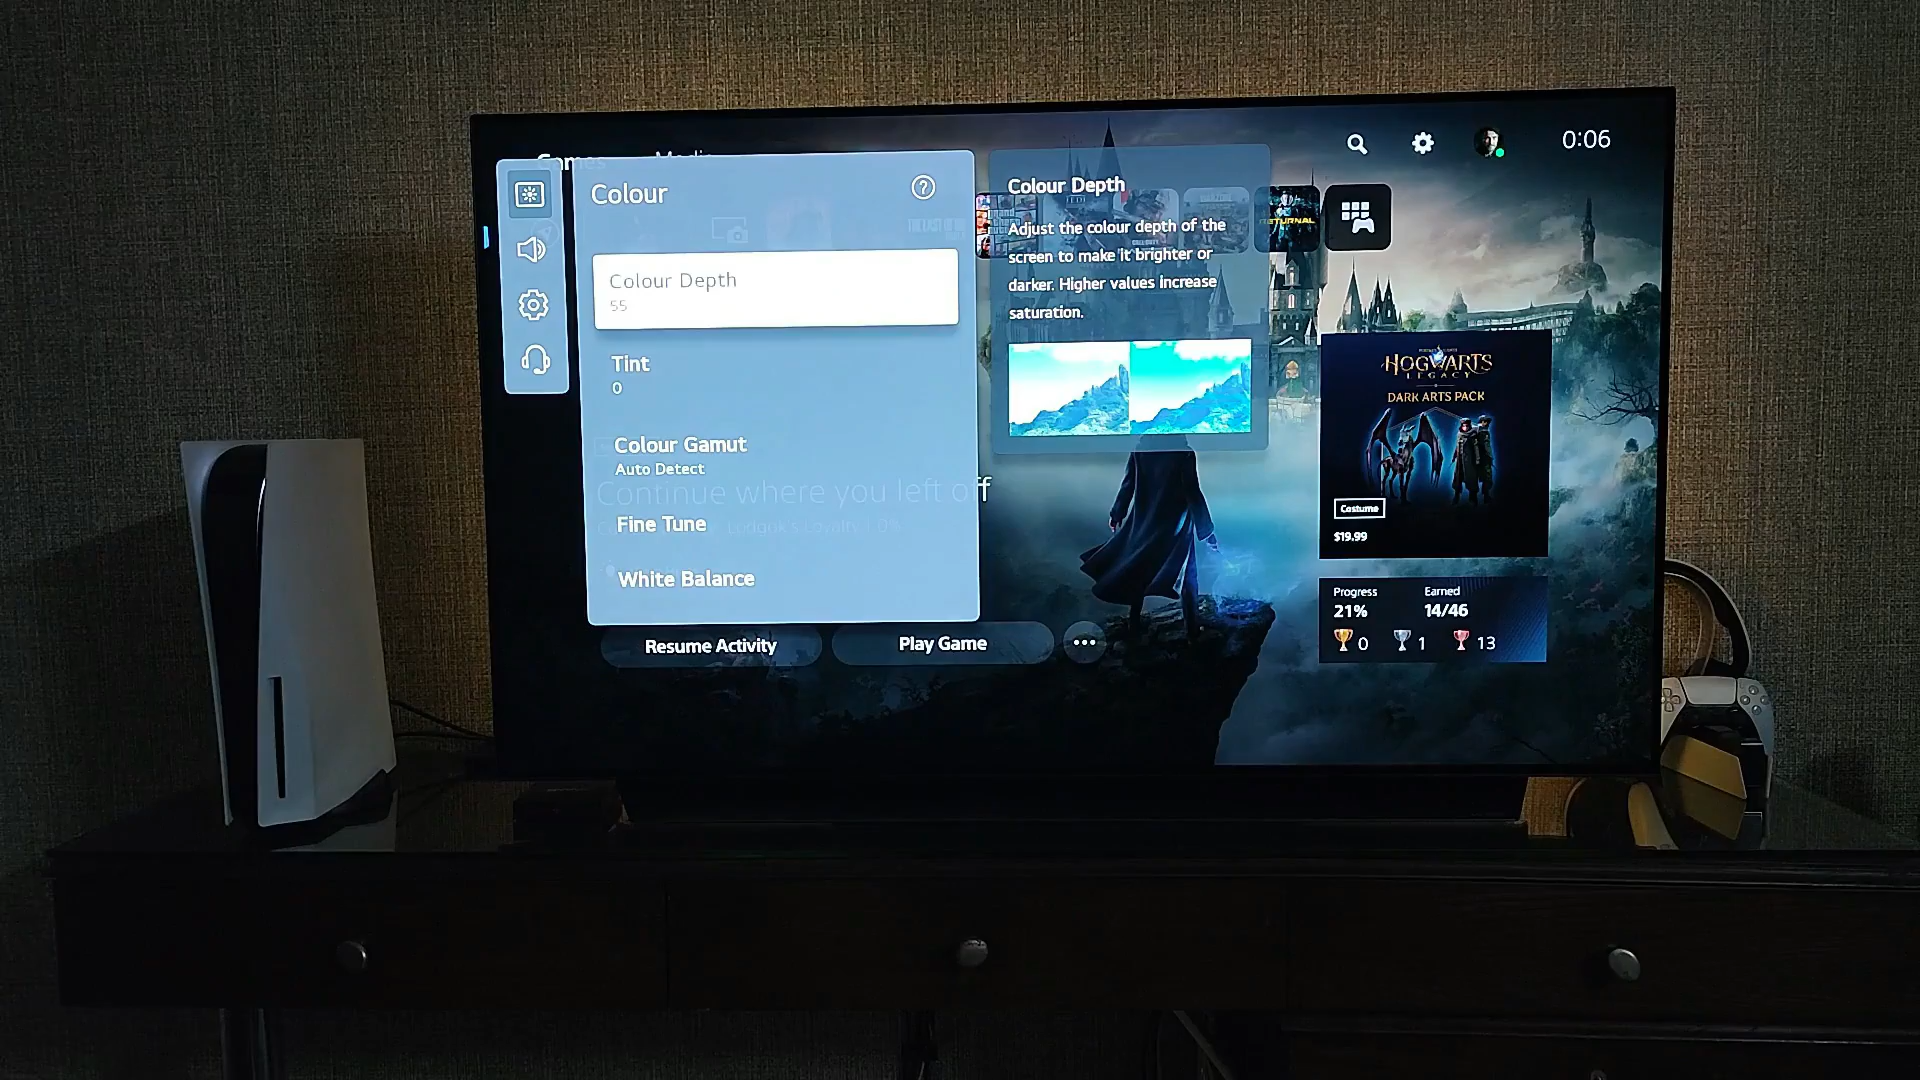 Games
0:06
Colour
Colour Depth
55
Tint
0
Colour Gamut
Auto Detect
Continue where you left off
Fine Tune
White Balance
Colour Depth
Adjust the colour depth of the
screen to make it brighter or
darker. Higher values increase
saturation.
RETURNAL
HOGWARTS
LEGACY
DARK ARTS PACK
Costume
$19.99
Progress
21%
Earned
14/46
0
1
13
Resume Activity
Play Game